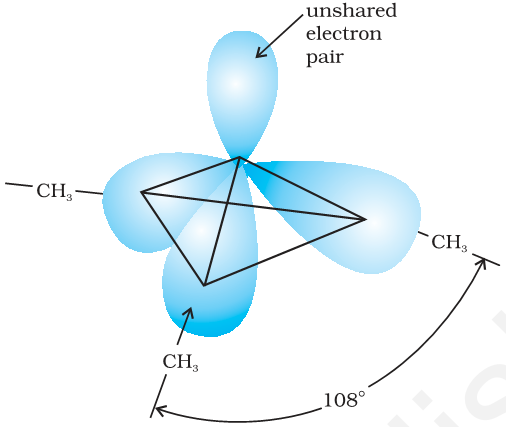 unshared
electron
pair
CH₃
CH₃
CH₃
108°